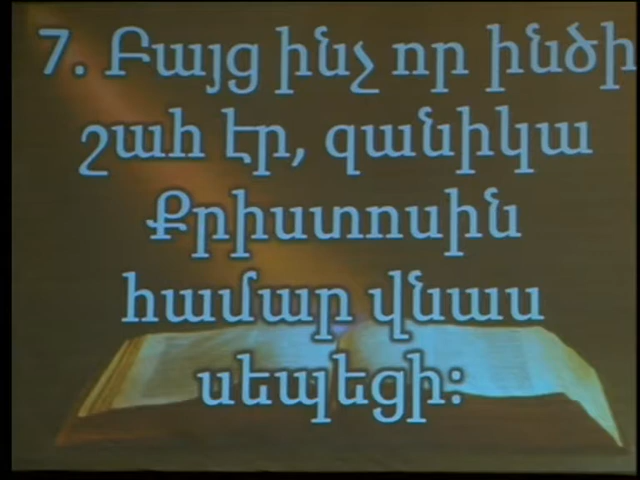 7. Բայց ինչ որ ինծի
շահ էր, զանիկա
Քրիստոսին
համար վնաս
սեպեցի: